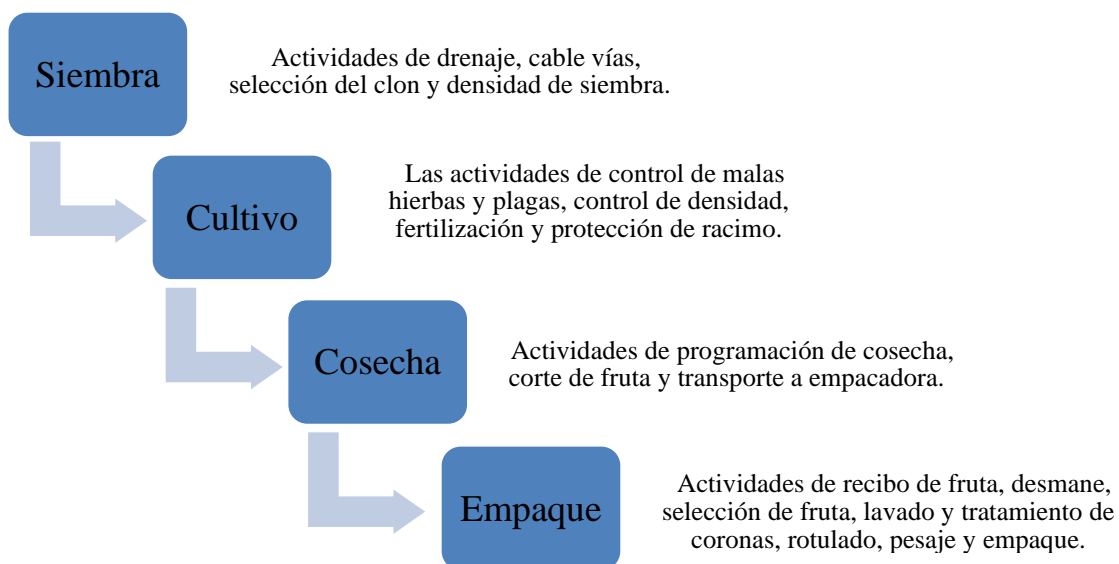 Siembra
Actividades de drenaje, cable vías,
selección del clon y densidad de siembra.
Cultivo
Las actividades de control de malas
hierbas y plagas, control de densidad,
fertilización y protección de racimo.
Cosecha
Actividades de programación de cosecha,
corte de fruta y transporte a empacadora.
Empaque
Actividades de recibo de fruta, desmane,
selección de fruta, lavado y tratamiento de
coronas, rotulado, pesaje y empaque.